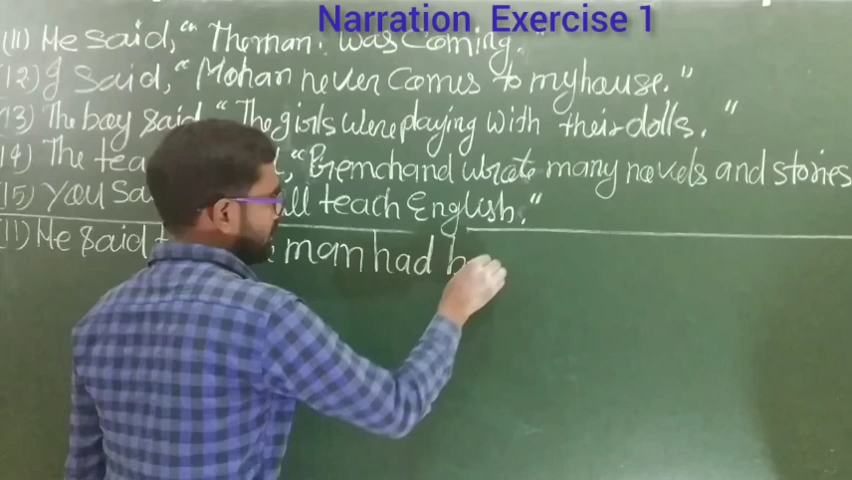 Narration Exercise 1
(11) He said, "The man was coming."
(12) I said, "Mohan never comes to my house."
(13) The boy said "The girls were playing with their dolls."
(14) The tea , "Premchand wrote many novels and stories
(15) You sa all teach English."
(11) He said man had b